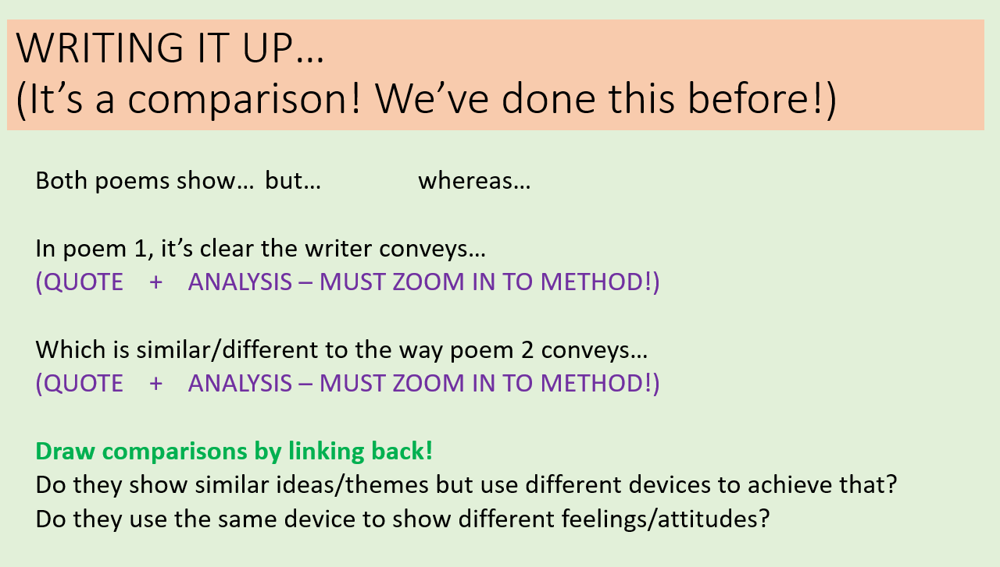 WRITING IT UP…
(It’s a comparison! We’ve done this before!)
Both poems show… but… whereas…
In poem 1, it’s clear the writer conveys…
(QUOTE + ANALYSIS – MUST ZOOM IN TO METHOD!)
Which is similar/different to the way poem 2 conveys…
(QUOTE + ANALYSIS – MUST ZOOM IN TO METHOD!)
Draw comparisons by linking back!
Do they show similar ideas/themes but use different devices to achieve that?
Do they use the same device to show different feelings/attitudes?